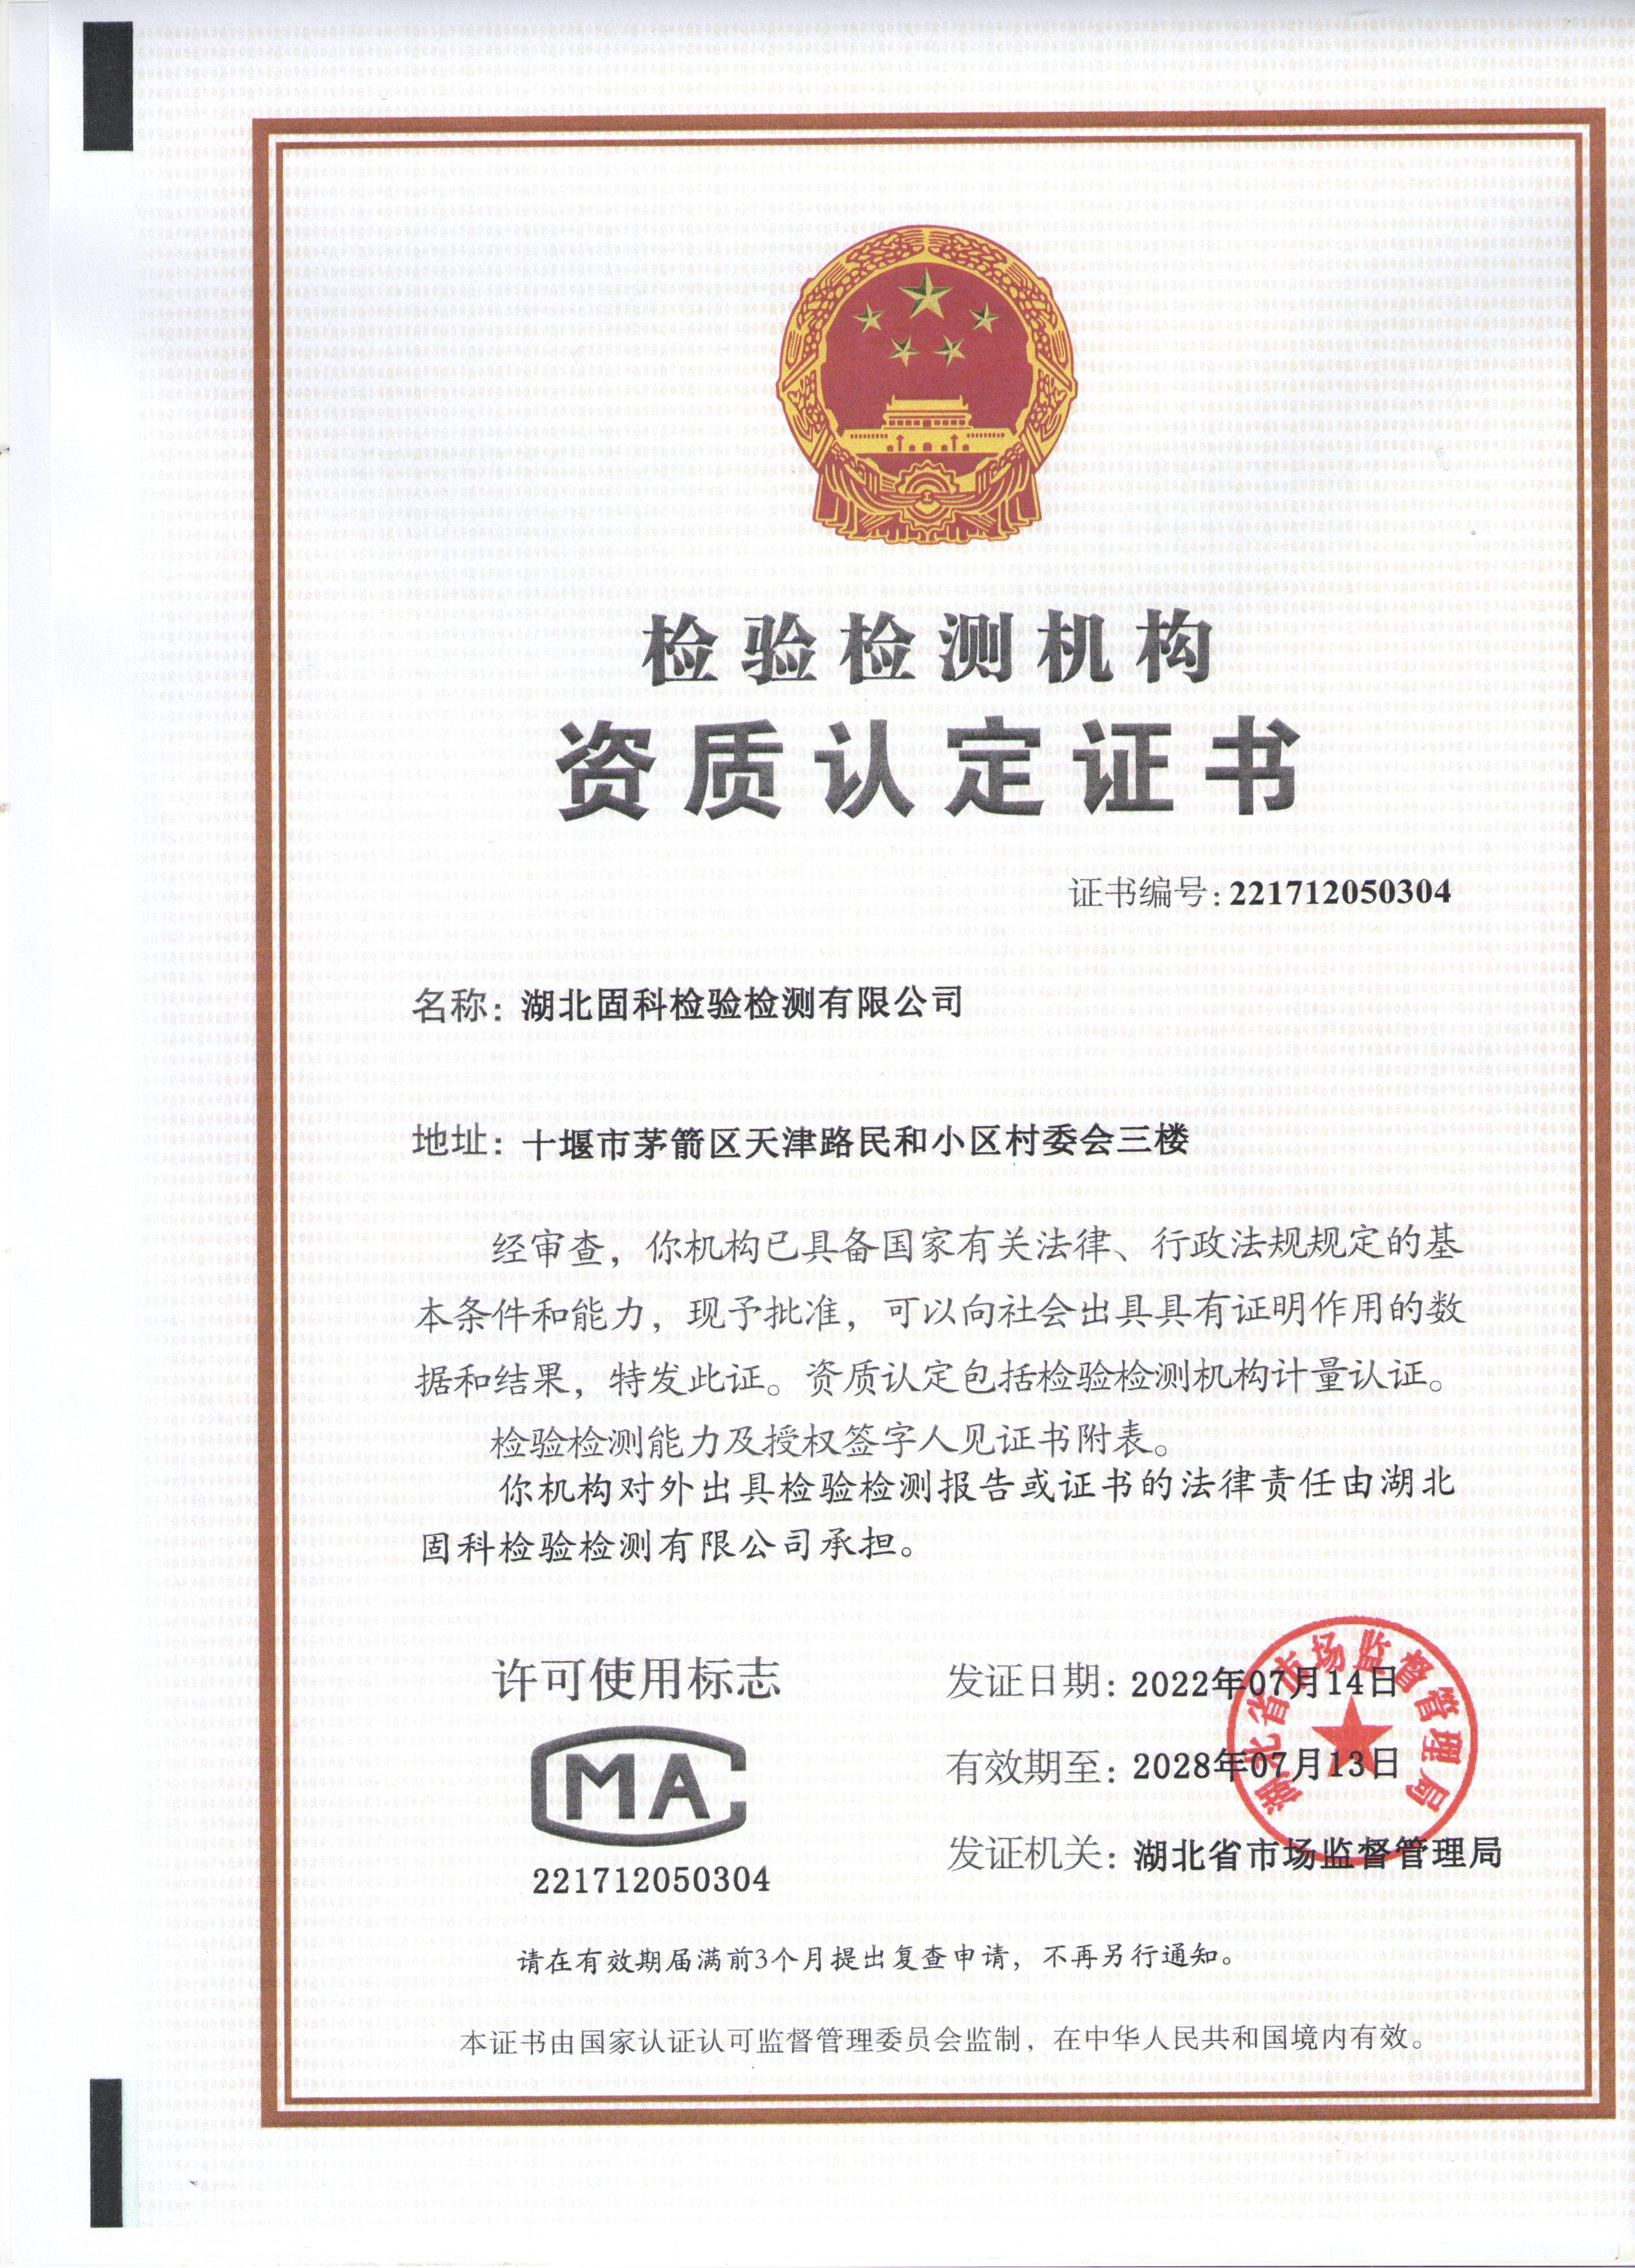 检验检测机构
资质认定证书
证书编号：221712050304
名称：湖北固科检验检测有限公司
地址：十堰市茅箭区天津路民和小区村委会三楼
经审查，你机构已具备国家有关法律、行政法规规定的基
本条件和能力，现予批准，可以向社会出具具有证明作用的数
据和结果，特发此证。资质认定包括检验检测机构计量认证。
检验检测能力及授权签字人见证书附表。
你机构对外出具检验检测报告或证书的法律责任由湖北
固科检验检测有限公司承担。
许可使用标志
MA
221712050304
发证日期：2022年07月14日
有效期至：2028年07月13日
发证机关：湖北省市场监督管理局
湖北省市场监督管理局
请在有效期届满前3个月提出复查申请，不再另行通知。
本证书由国家认证认可监督管理委员会监制，在中华人民共和国境内有效。